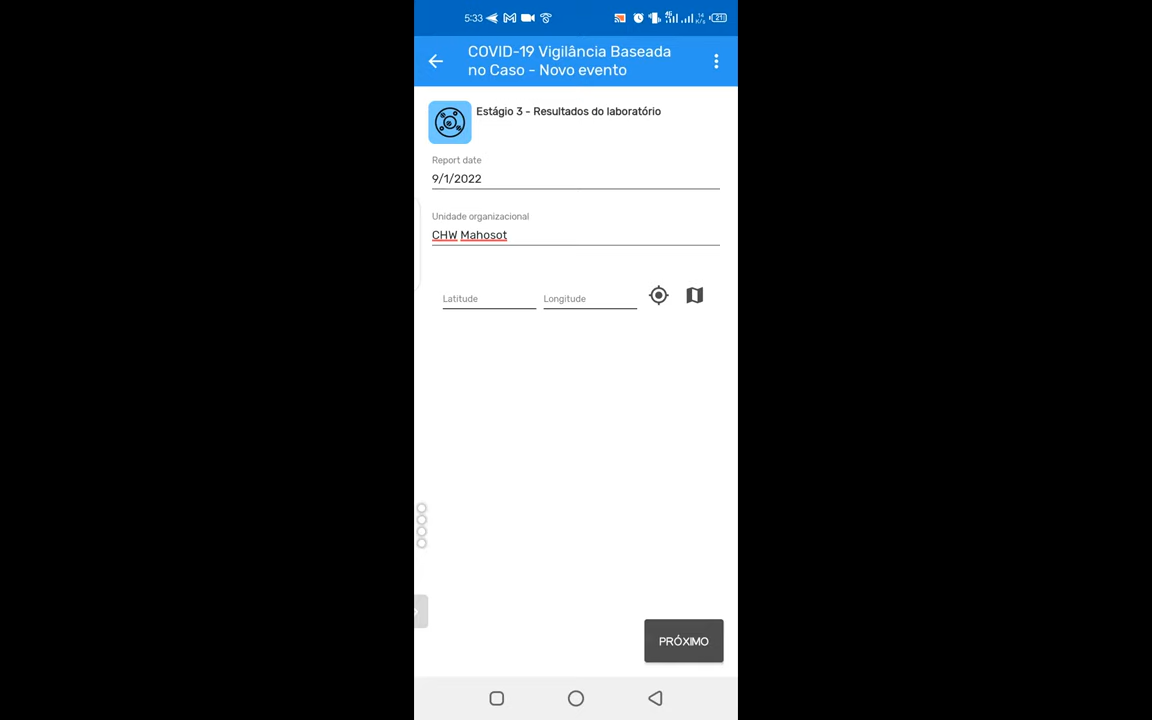 5:33
COVID-19 Vigilância Baseada
no Caso - Novo evento
Estágio 3 - Resultados do laboratório
Report date
9/1/2022
Unidade organizacional
CHW Mahosot
Latitude
Longitude
PRÓXIMO